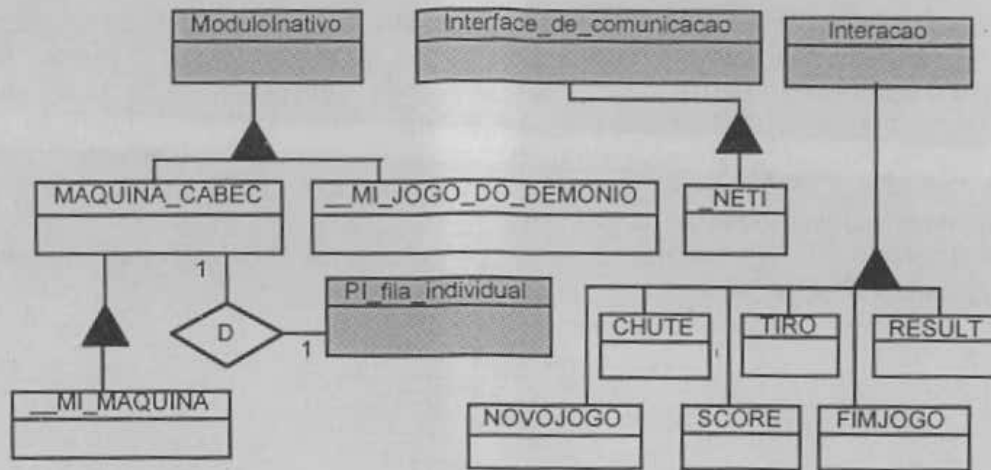 ModuloInativo
Interface_de_comunicacao
Interacao
MAQUINA_CABEC
__MI_JOGO_DO_DEMONIO
_NETI
1
D
1
PI_fila_individual
CHUTE
TIRO
RESULT
__MI_MAQUINA
NOVOJOGO
SCORE
FIMJOGO